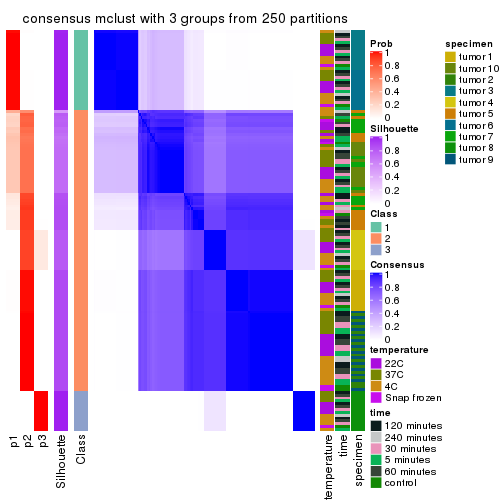 consensus mclust with 3 groups from 250 partitions
Prob
1
0.8
0.6
0.4
0.2
0
Silhouette
1
0.8
0.6
0.4
0.2
0
Class
1
2
3
Consensus
1
0.8
0.6
0.4
0.2
0
temperature
22C
37C
4C
Snap frozen
time
120 minutes
240 minutes
30 minutes
5 minutes
60 minutes
control
specimen
tumor 1
tumor 10
tumor 2
tumor 3
tumor 4
tumor 5
tumor 6
tumor 7
tumor 8
tumor 9
p1
p2
p3
Silhouette
Class
temperature
time
specimen